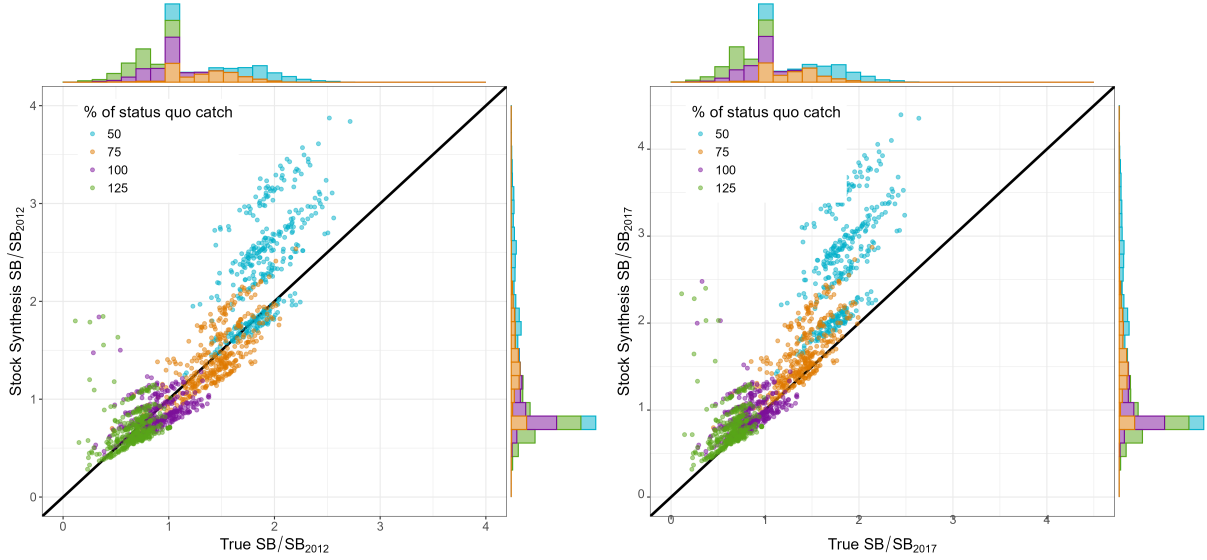 % of status quo catch
50
75
100
125
4
3
2
1
0
Stock Synthesis SB/SB2012
0 1 2 3 4
True SB/SB2012
% of status quo catch
50
75
100
125
4
3
2
1
0
Stock Synthesis SB/SB2017
0 1 2 3 4
True SB/SB2017